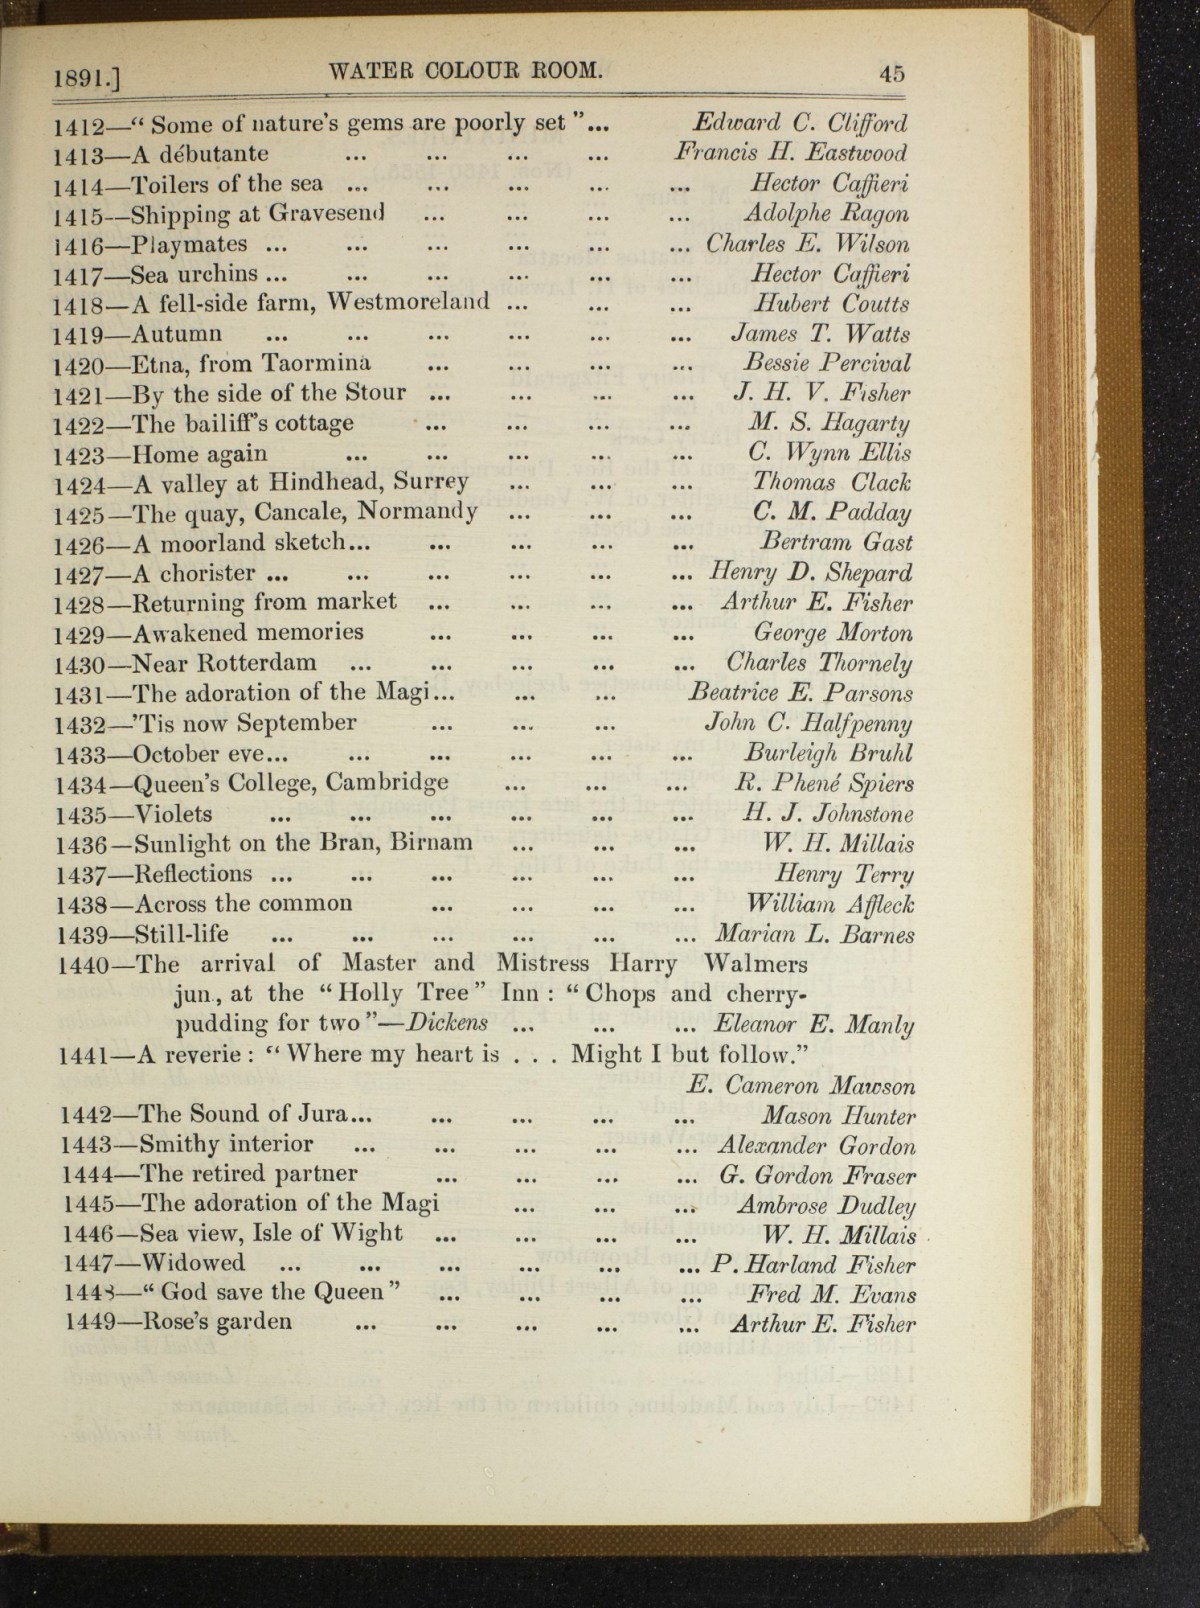 1891.] WATER COLOUR ROOM. 45
1412—“ Some of nature's gems are poorly set ”... Edward C. Clifford
1413—A débutante ... ... ... ... Francis H. Eastwood
1414—Toilers of the sea ... ... ... ... ... Hector Caffieri
1415—Shipping at Gravesend ... ... ... ... Adolphe Ragon
1416—Playmates ... ... ... ... ... ... Charles E. Wilson
1417—Sea urchins ... ... ... ... ... ... Hector Caffieri
1418—A fell-side farm, Westmoreland ... ... ... Hubert Coutts
1419—Autumn ... ... ... ... ... ... James T. Watts
1420—Etna, from Taormina ... ... ... ... Bessie Percival
1421—By the side of the Stour ... ... ... ... J. H. V. Fisher
1422—The bailiff's cottage ... ... ... ... M. S. Hagarty
1423—Home again ... ... ... ... ... C. Wynn Ellis
1424—A valley at Hindhead, Surrey ... ... ... Thomas Clack
1425—The quay, Cancale, Normandy ... ... ... C. M. Padday
1426—A moorland sketch... ... ... ... ... Bertram Gast
1427—A chorister ... ... ... ... ... ... Henry D. Shepard
1428—Returning from market ... ... ... ... Arthur E. Fisher
1429—Awakened memories ... ... ... ... George Morton
1430—Near Rotterdam ... ... ... ... ... Charles Thornely
1431—The adoration of the Magi... ... ... Beatrice E. Parsons
1432—'Tis now September ... ... ... John C. Halfpenny
1433—October eve... ... ... ... ... ... Burleigh Bruhl
1434—Queen's College, Cambridge ... ... ... R. Phené Spiers
1435—Violets ... ... ... ... ... ... H. J. Johnstone
1436—Sunlight on the Bran, Birnam ... ... ... W. H. Millais
1437—Reflections ... ... ... ... ... ... Henry Terry
1438—Across the common ... ... ... ... William Affleck
1439—Still-life ... ... ... ... ... ... Marian L. Barnes
1440—The arrival of Master and Mistress Harry Walmers
jun., at the “Holly Tree” Inn : “Chops and cherry-
pudding for two”—Dickens ... ... ... Eleanor E. Manly
1441—A reverie : “Where my heart is . . . Might I but follow.”
E. Cameron Mawson
1442—The Sound of Jura... ... ... ... ... Mason Hunter
1443—Smithy interior ... ... ... ... ... Alexander Gordon
1444—The retired partner ... ... ... ... G. Gordon Fraser
1445—The adoration of the Magi ... ... ... Ambrose Dudley
1446—Sea view, Isle of Wight ... ... ... ... W. H. Millais
1447—Widowed ... ... ... ... ... ... P. Harland Fisher
1448—“ God save the Queen ” ... ... ... ... Fred M. Evans
1449—Rose's garden ... ... ... ... ... Arthur E. Fisher